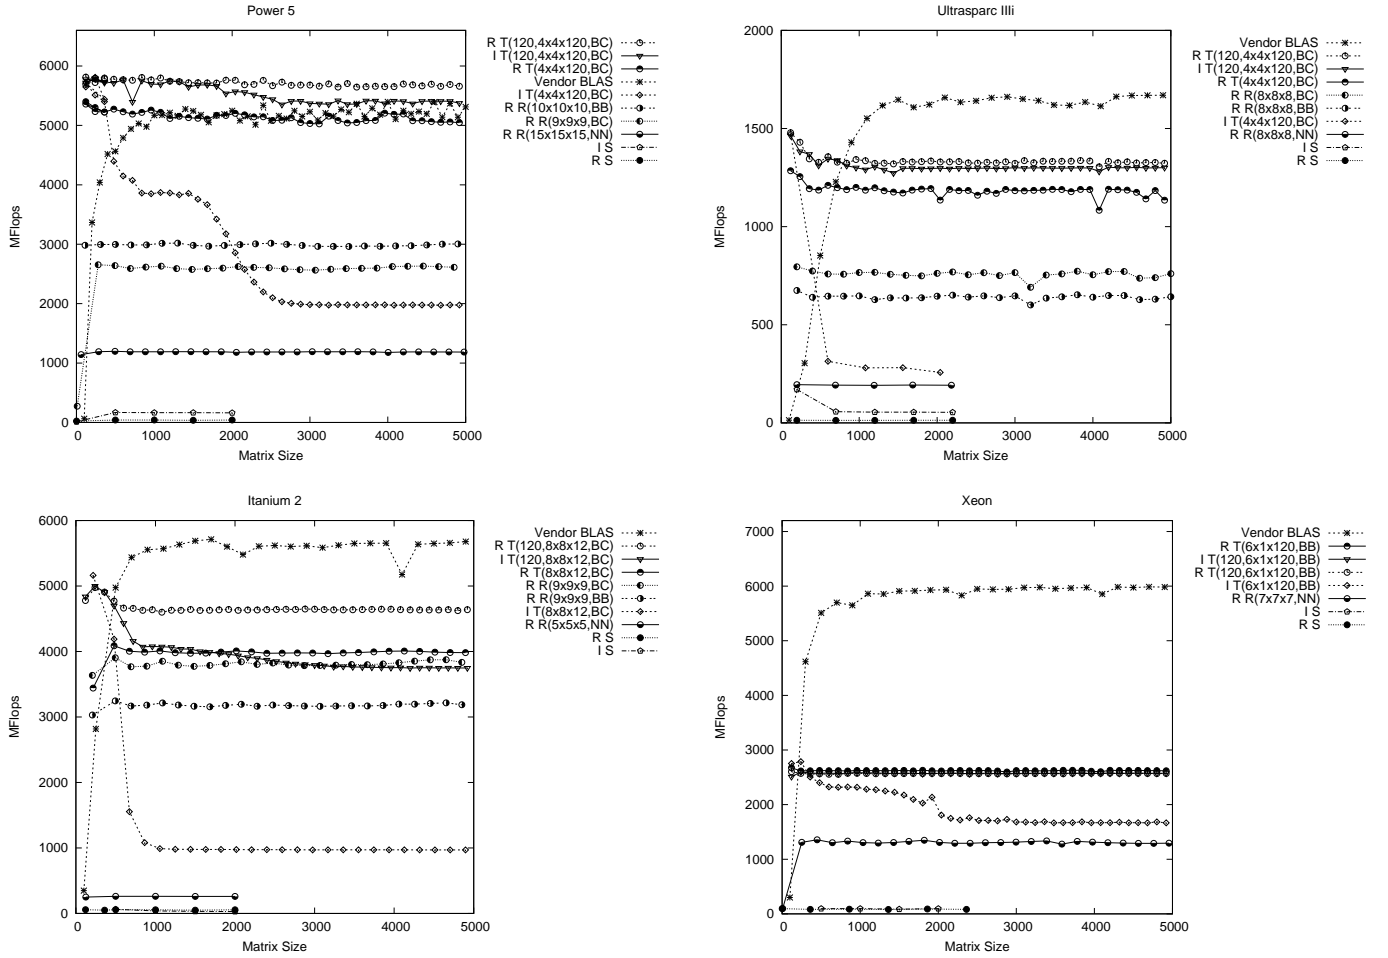 Power 5
MFlops
6000
5000
4000
3000
2000
1000
0
0 1000 2000 3000 4000 5000
Matrix Size
R T(120,4x4x120,BC)
I T(120,4x4x120,BC)
R T(4x4x120,BC)
Vendor BLAS
I T(4x4x120,BC)
R R(10x10x10,BB)
R R(9x9x9,BC)
R R(15x15x15,NN)
I S
R S
Ultrasparc IIIi
MFlops
2000
1500
1000
500
0
0 1000 2000 3000 4000 5000
Matrix Size
Vendor BLAS
R T(120,4x4x120,BC)
I T(120,4x4x120,BC)
R T(4x4x120,BC)
R R(8x8x8,BC)
R R(8x8x8,BB)
I T(4x4x120,BC)
R R(8x8x8,NN)
I S
R S
Itanium 2
MFlops
6000
5000
4000
3000
2000
1000
0
0 1000 2000 3000 4000 5000
Matrix Size
Vendor BLAS
R T(120,8x8x12,BC)
I T(120,8x8x12,BC)
R T(8x8x12,BC)
R R(9x9x9,BC)
R R(9x9x9,BB)
I T(8x8x12,BC)
R R(5x5x5,NN)
R S
I S
Xeon
MFlops
7000
6000
5000
4000
3000
2000
1000
0
0 1000 2000 3000 4000 5000
Matrix Size
Vendor BLAS
R T(6x1x120,BB)
I T(120,6x1x120,BB)
R T(120,6x1x120,BB)
I T(6x1x120,BB)
R R(7x7x7,NN)
I S
R S